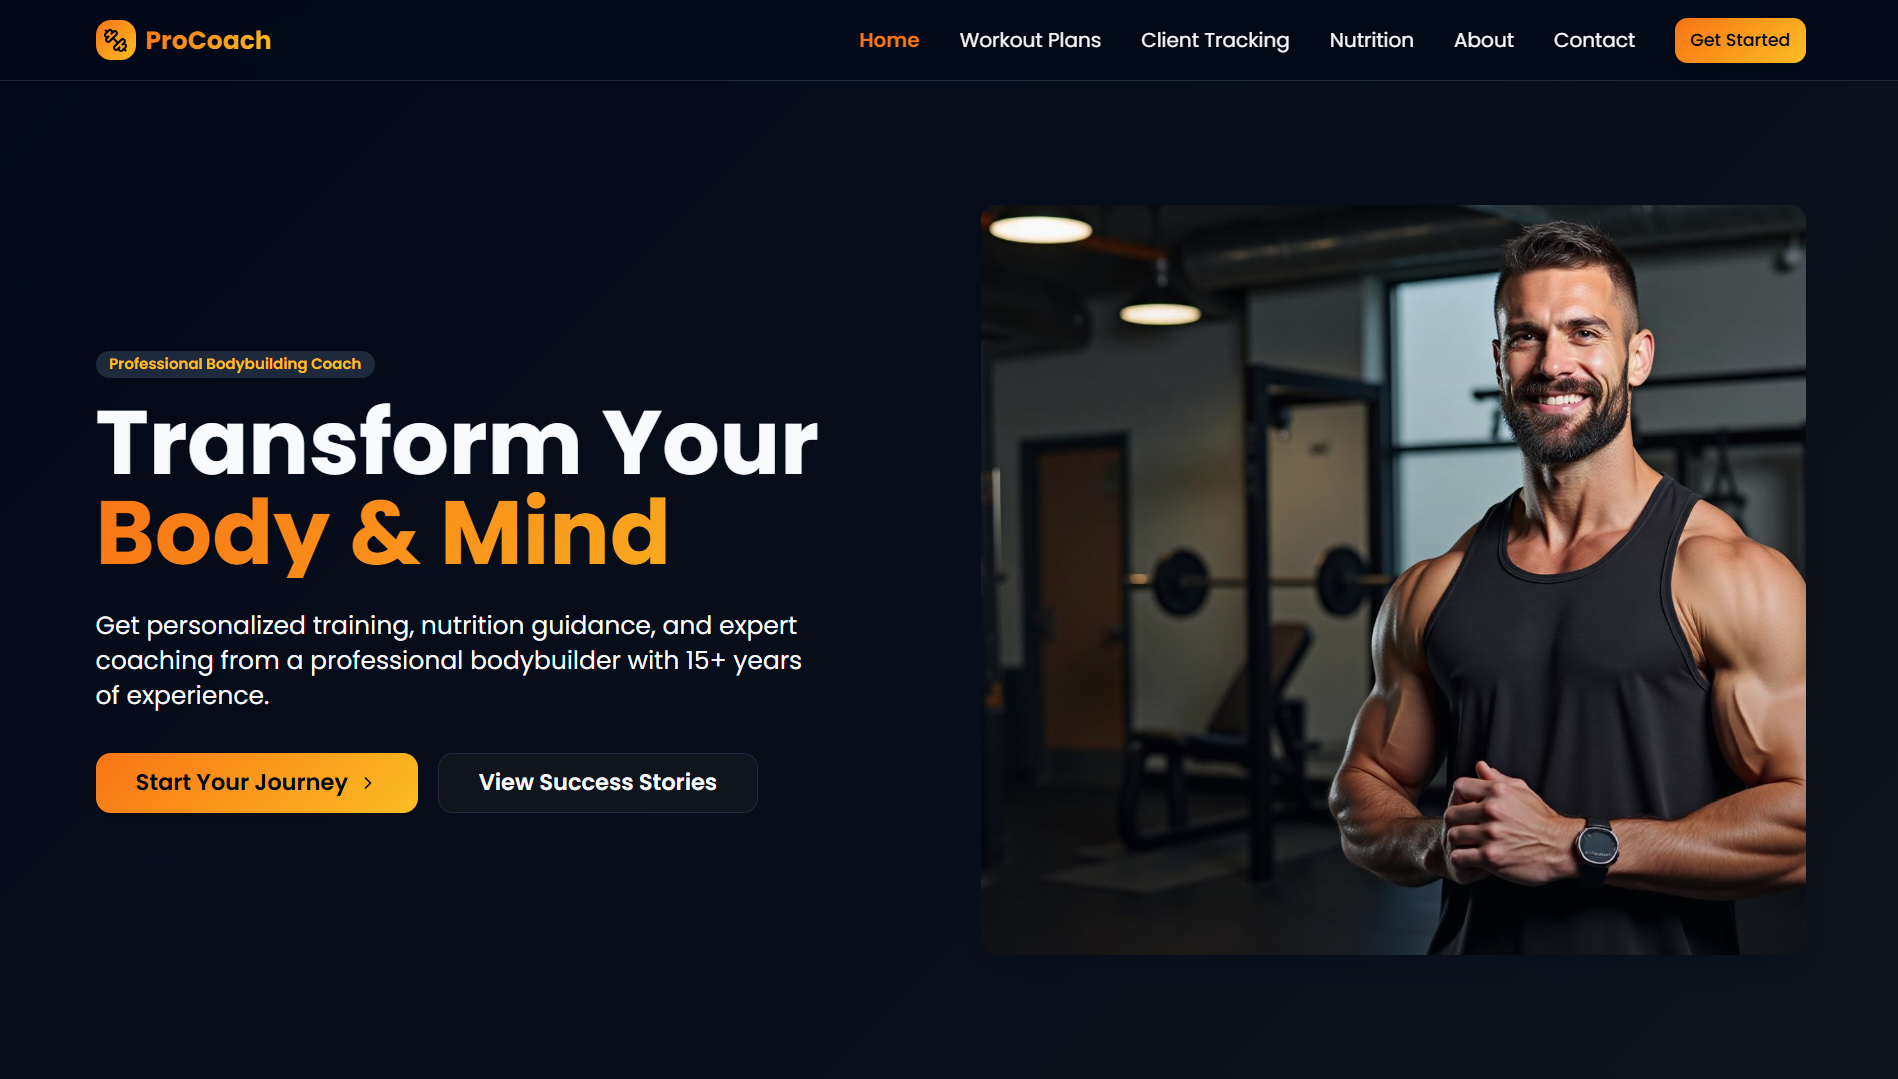 ProCoach
Home
Workout Plans
Client Tracking
Nutrition
About
Contact
Get Started
Professional Bodybuilding Coach
Transform Your
Body & Mind
Get personalized training, nutrition guidance, and expert
coaching from a professional bodybuilder with 15+ years
of experience.
Start Your Journey
View Success Stories